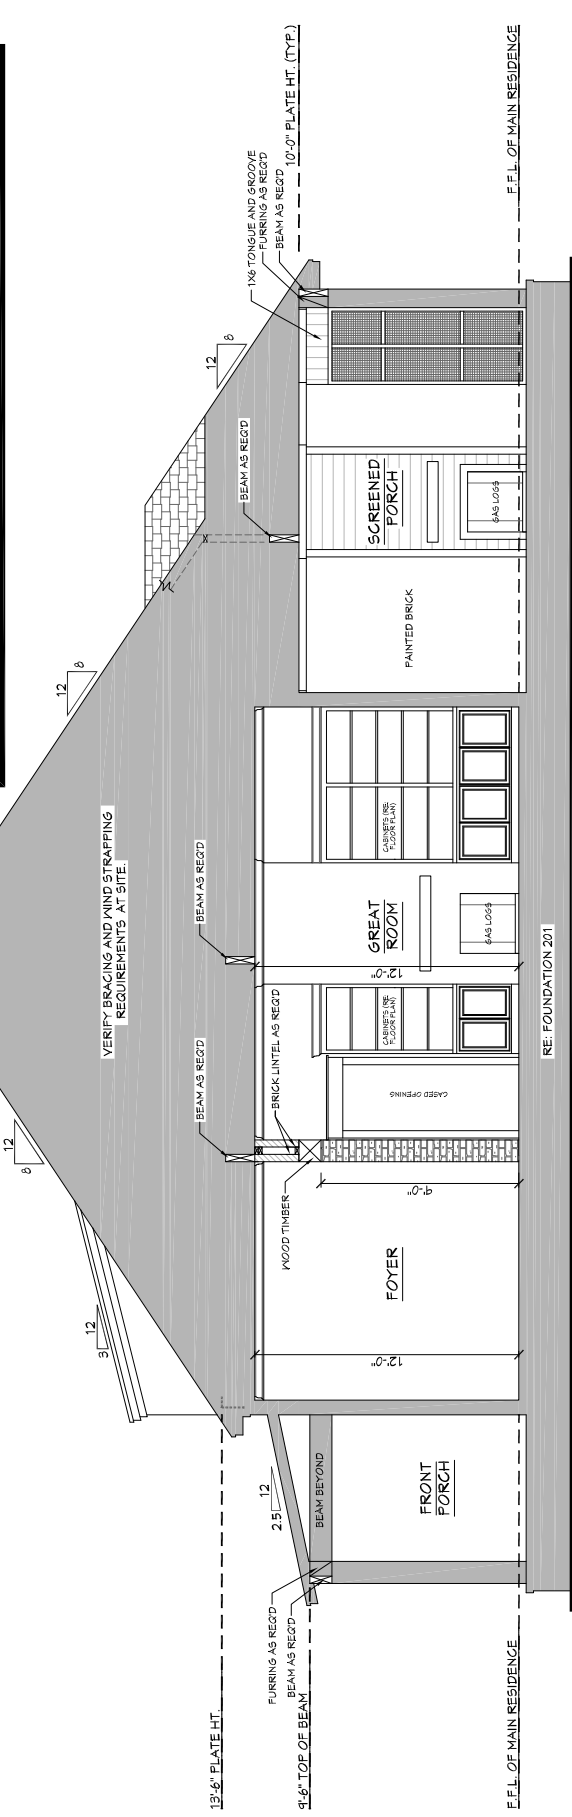 13'-6" PLATE HT.
9'-6" TOP OF BEAM
F.F.L. OF MAIN RESIDENCE
FURRING AS REQ'D
BEAM AS REQ'D
2.5
12
BEAM BEYOND
FRONT
PORCH
3
12
8
12
12'-0"
FOYER
9'-0"
WOOD TIMBER
BEAM AS REQ'D
BRICK LINTEL AS REQ'D
CASED OPENING
VERIFY BRACING AND WIND STRAPPING
REQUIREMENTS AT SITE.
CABINETS (RE:
FLOOR PLAN)
BEAM AS REQ'D
12'-0"
GREAT
ROOM
GAS LOGS
CABINETS (RE:
FLOOR PLAN)
RE: FOUNDATION 201
12
8
PAINTED BRICK
BEAM AS REQ'D
SCREENED
PORCH
GAS LOGS
12
8
1X6 TONGUE AND GROOVE
FURRING AS REQ'D
BEAM AS REQ'D
10'-0" PLATE HT. (TYP.)
F.F.L. OF MAIN RESIDENCE